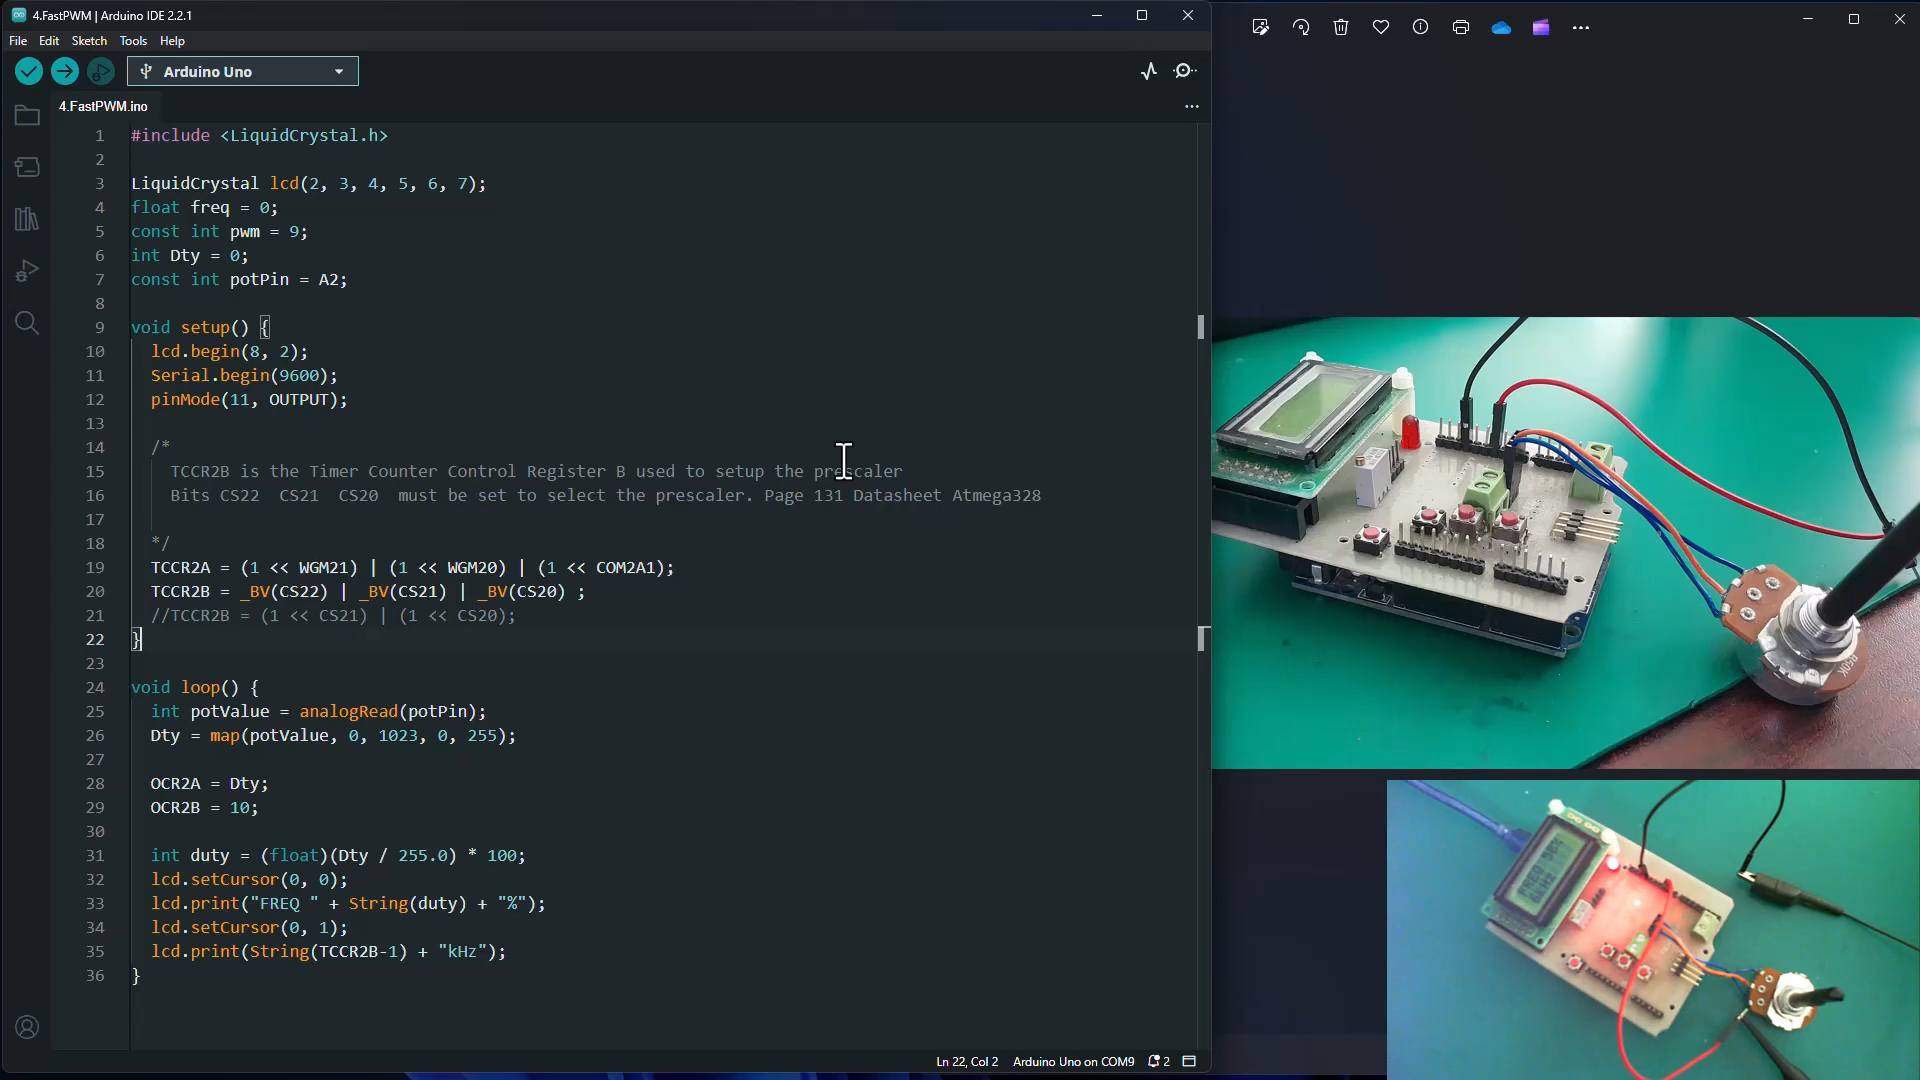 4.FastPWM | Arduino IDE 2.2.1
File Edit Sketch Tools Help
Arduino Uno
4.FastPWM.ino
1 #include <LiquidCrystal.h>
2
3 LiquidCrystal lcd(2, 3, 4, 5, 6, 7);
4 float freq = 0;
5 const int pwm = 9;
6 int Dty = 0;
7 const int potPin = A2;
8
9 void setup() {
10 lcd.begin(8, 2);
11 Serial.begin(9600);
12 pinMode(11, OUTPUT);
13
14 /*
15 TCCR2B is the Timer Counter Control Register B used to setup the prescaler
16 Bits CS22 CS21 CS20 must be set to select the prescaler. Page 131 Datasheet Atmega328
17
18 */
19 TCCR2A = (1 << WGM21) | (1 << WGM20) | (1 << COM2A1);
20 TCCR2B = _BV(CS22) | _BV(CS21) | _BV(CS20) ;
21 //TCCR2B = (1 << CS21) | (1 << CS20);
22 }
23
24 void loop() {
25 int potValue = analogRead(potPin);
26 Dty = map(potValue, 0, 1023, 0, 255);
27
28 OCR2A = Dty;
29 OCR2B = 10;
30
31 int duty = (float)(Dty / 255.0) * 100;
32 lcd.setCursor(0, 0);
33 lcd.print("FREQ " + String(duty) + "%");
34 lcd.setCursor(0, 1);
35 lcd.print(String(TCCR2B-1) + "kHz");
36 }
Ln 22, Col 2 Arduino Uno on COM9 2